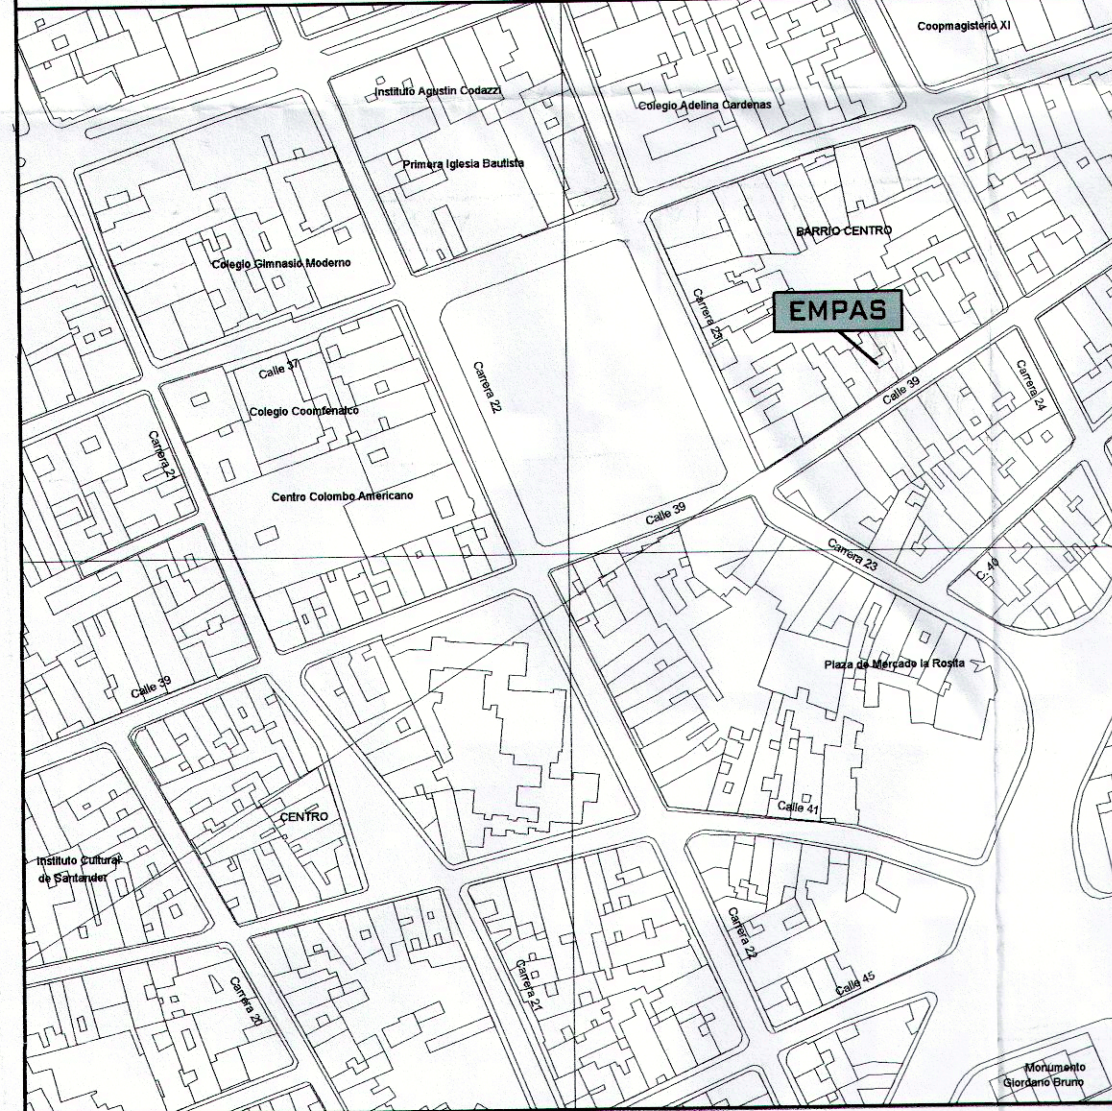 Coopmagisterio XI
Instituto Agustin Codazzi
Colegio Adelina Cardenas
Primera Iglesia Bautista
BARRIO CENTRO
Colegio Gimnasio Moderno
EMPAS
Carrera 23
Calle 37
Carrera 22
Calle 39
Carrera 24
Colegio Coomfenalco
Carrera 21
Centro Colombo Americano
Calle 39
Carrera 23
C. 40
Plaza de Mercado la Rosita
Calle 39
Calle 41
CENTRO
Instituto Cultural
de Santander
Carrera 22
Carrera 21
Calle 45
Carrera 20
Monumento
Giordano Bruno